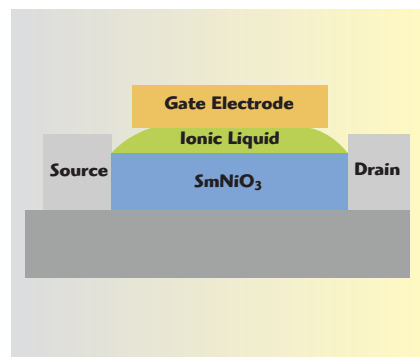 Gate Electrode
Ionic Liquid
Source
Drain
SmNiO₃